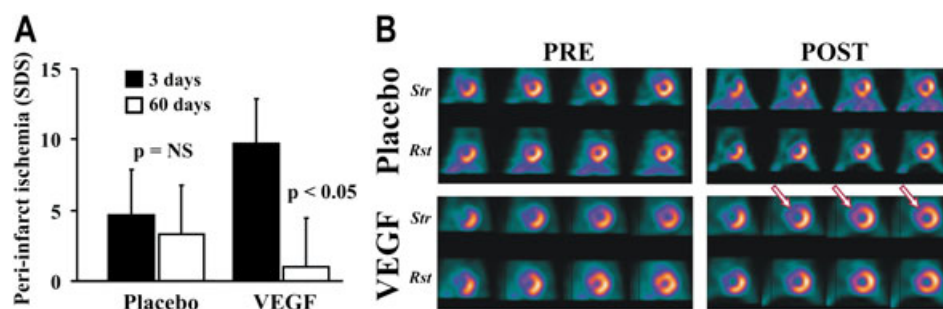 A
Peri-infarct ischemia (SDS)
15
10
5
0
3 days
60 days
p = NS
p < 0.05
Placebo
VEGF
B
PRE
POST
Placebo
Str
Rst
VEGF
Str
Rst